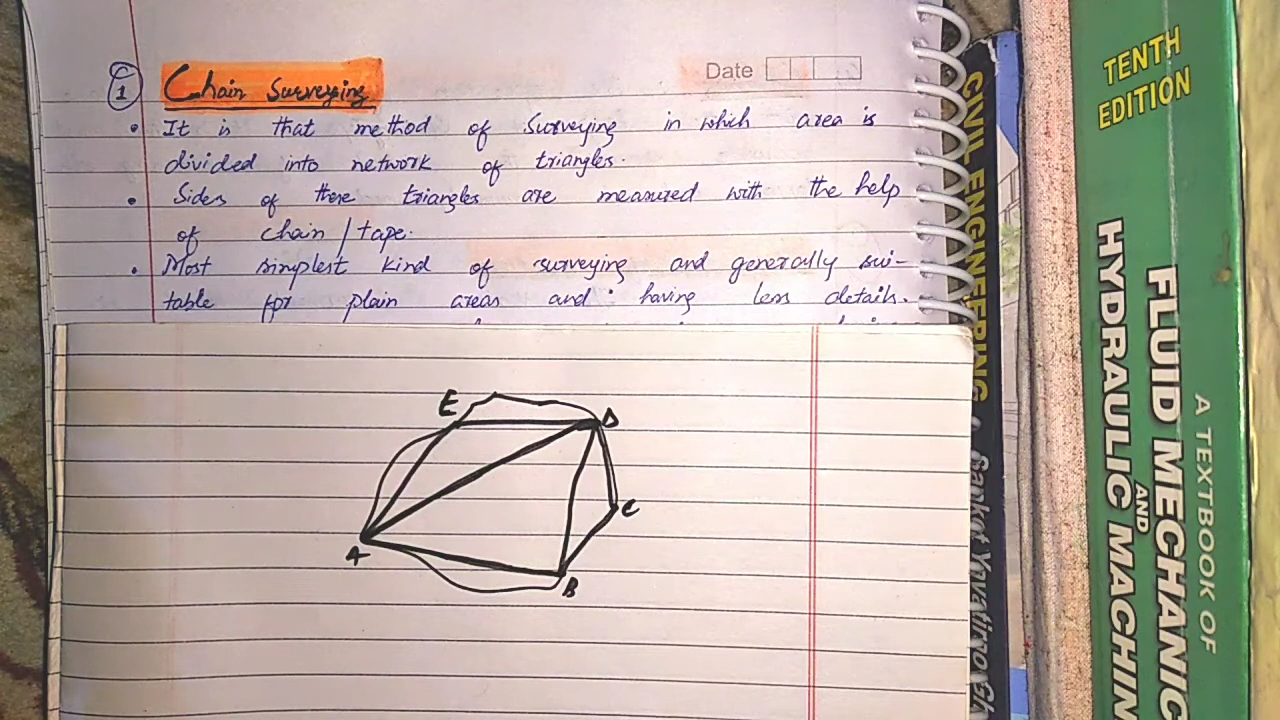 Date
1 Chain Surveying
• It is that method of Surveying in which area is
divided into network of triangles.
• Sides of these triangles are measured with the help
of chain/tape.
• Most simplest kind of surveying and generally sui-
table for plain areas and having less details.
E
D
C
A
B
CIVIL ENGINEERING
TENTH
EDITION
A TEXTBOOK OF
FLUID MECHANIC
AND
HYDRAULIC MACHIN